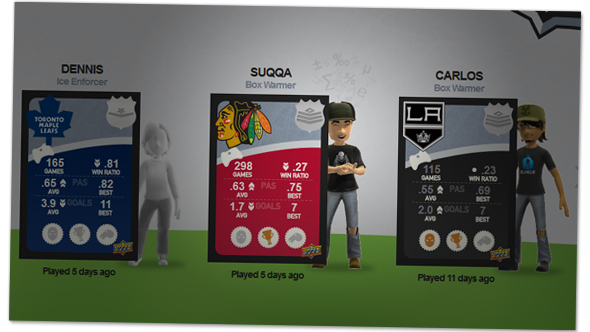 DENNIS
Ice Enforcer
TORONTO
MAPLE
LEAFS
165
GAMES
.81
WIN RATIO
.65
AVG
PAS
.82
BEST
3.9
AVG
GOALS
11
BEST
Played 5 days ago
SUQQA
Box Warmer
298
GAMES
.27
WIN RATIO
.63
AVG
PAS
.75
BEST
1.7
AVG
GOALS
7
BEST
Played 5 days ago
CARLOS
Box Warmer
LA
115
GAMES
.23
WIN RATIO
.55
AVG
PAS
.69
BEST
2.0
AVG
GOALS
7
BEST
Played 11 days ago